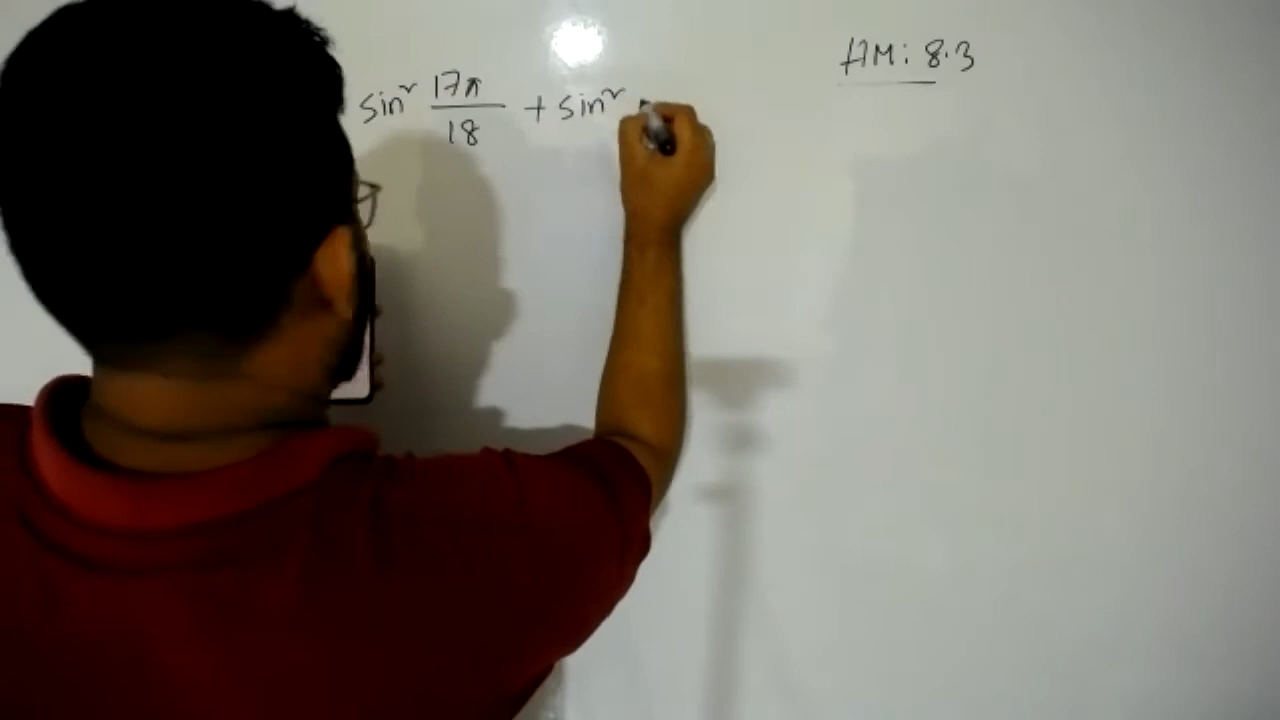 HM: 8.3
sin² 17π/18 + sin²